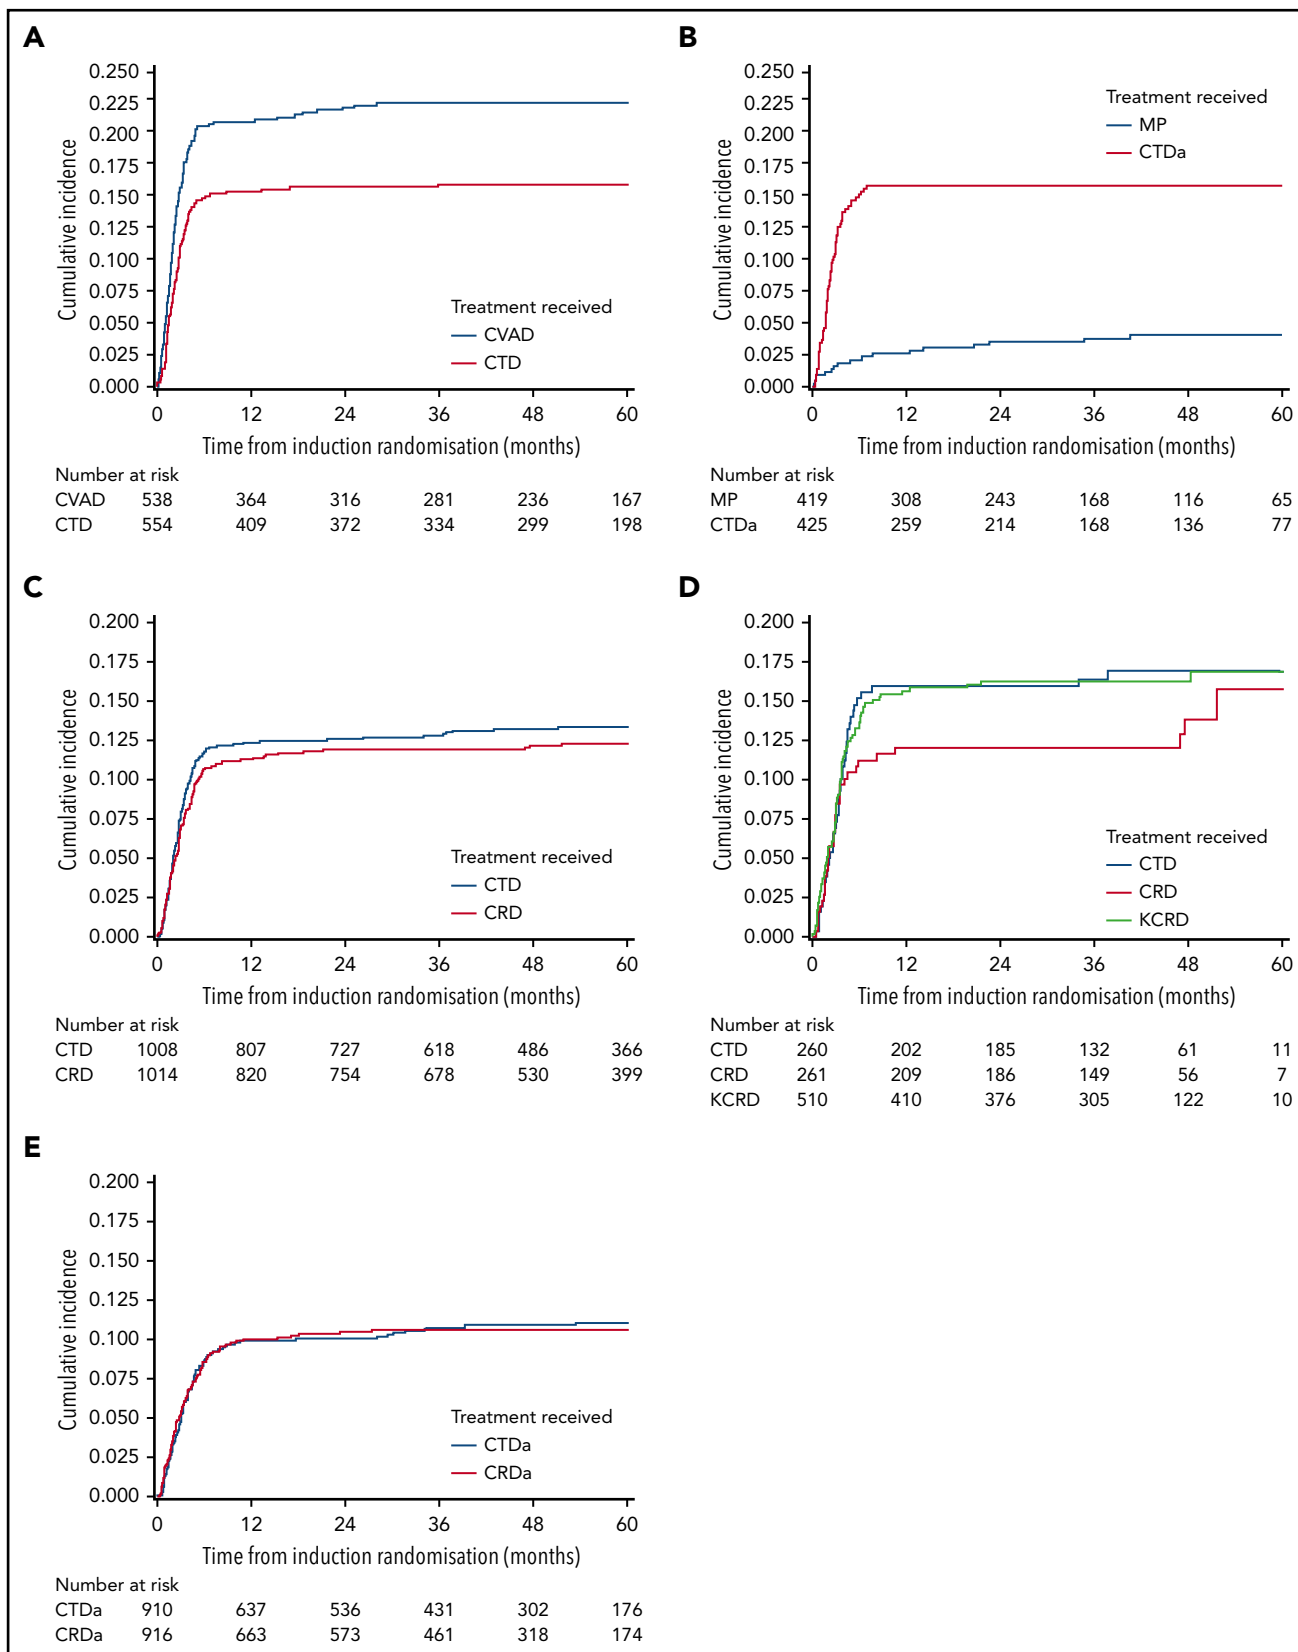 A
Cumulative incidence
0.250
0.225
0.200
0.175
0.150
0.125
0.100
0.075
0.050
0.025
0.000
Treatment received
CVAD
CTD
0 12 24 36 48 60
Time from induction randomisation (months)
Number at risk
CVAD 538 364 316 281 236 167
CTD 554 409 372 334 299 198
B
Cumulative incidence
0.250
0.225
0.200
0.175
0.150
0.125
0.100
0.075
0.050
0.025
0.000
Treatment received
MP
CTDa
0 12 24 36 48 60
Time from induction randomisation (months)
Number at risk
MP 419 308 243 168 116 65
CTDa 425 259 214 168 136 77
C
Cumulative incidence
0.200
0.175
0.150
0.125
0.100
0.075
0.050
0.025
0.000
Treatment received
CTD
CRD
0 12 24 36 48 60
Time from induction randomisation (months)
Number at risk
CTD 1008 807 727 618 486 366
CRD 1014 820 754 678 530 399
D
Cumulative incidence
0.200
0.175
0.150
0.125
0.100
0.075
0.050
0.025
0.000
Treatment received
CTD
CRD
KCRD
0 12 24 36 48 60
Time from induction randomisation (months)
Number at risk
CTD 260 202 185 132 61 11
CRD 261 209 186 149 56 7
KCRD 510 410 376 305 122 10
E
Cumulative incidence
0.200
0.175
0.150
0.125
0.100
0.075
0.050
0.025
0.000
Treatment received
CTDa
CRDa
0 12 24 36 48 60
Time from induction randomisation (months)
Number at risk
CTDa 910 637 536 431 302 176
CRDa 916 663 573 461 318 174